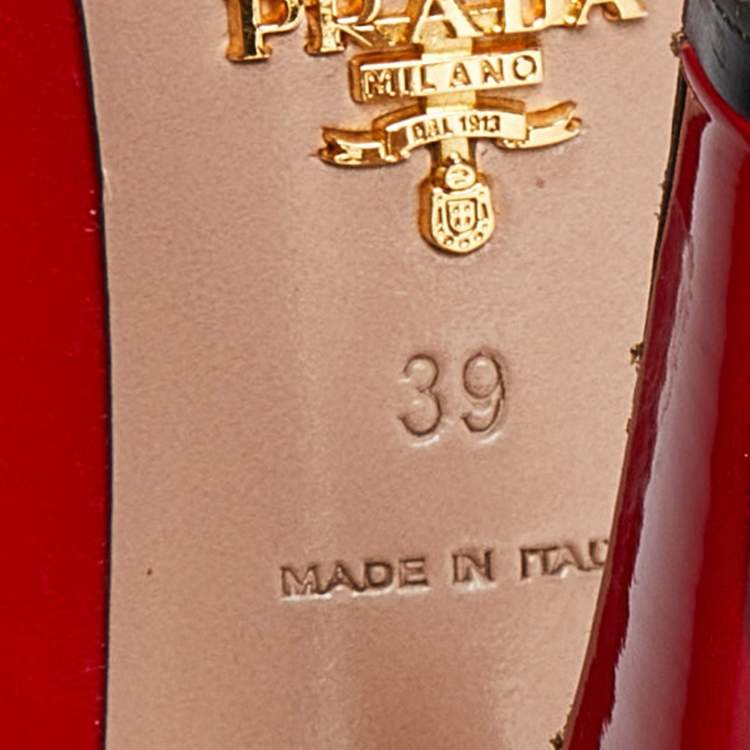 PRADA
MILANO
DAL 1913
39
MADE IN ITAL